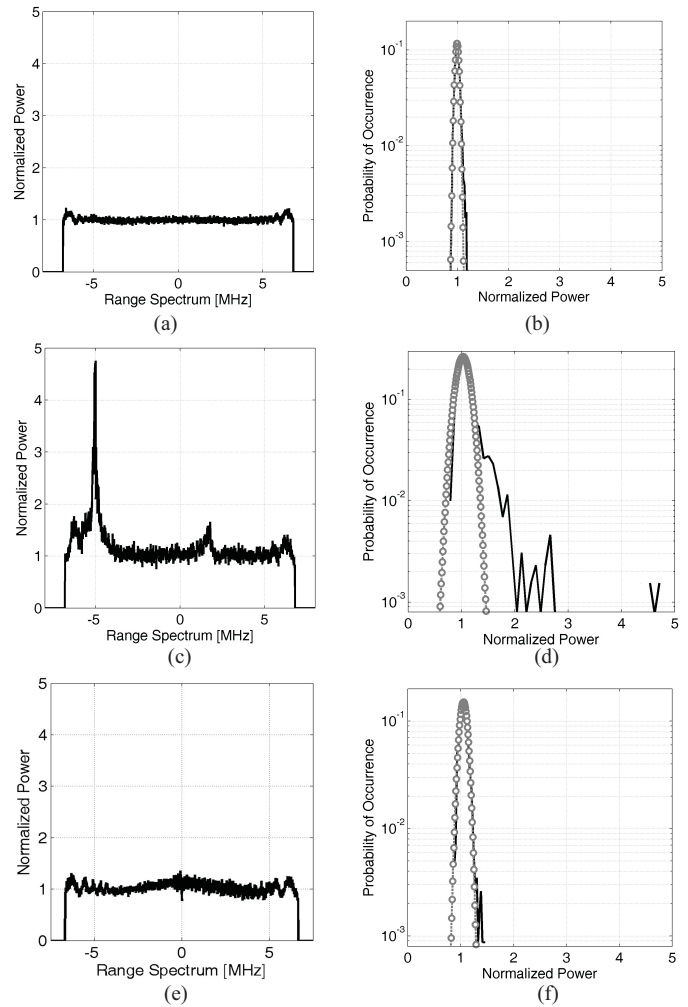 5
4
3
2
1
0
Normalized Power
-5 0 5
Range Spectrum [MHz]
(a)
10⁻¹
10⁻²
10⁻³
Probability of Occurrence
0 1 2 3 4 5
Normalized Power
(b)
5
4
3
2
1
0
Normalized Power
-5 0 5
Range Spectrum [MHz]
(c)
10⁻¹
10⁻²
10⁻³
Probability of Occurrence
0 1 2 3 4 5
Normalized Power
(d)
5
4
3
2
1
0
Normalized Power
-5 0 5
Range Spectrum [MHz]
(e)
10⁻¹
10⁻²
10⁻³
Probability of Occurrence
0 1 2 3 4 5
Normalized Power
(f)